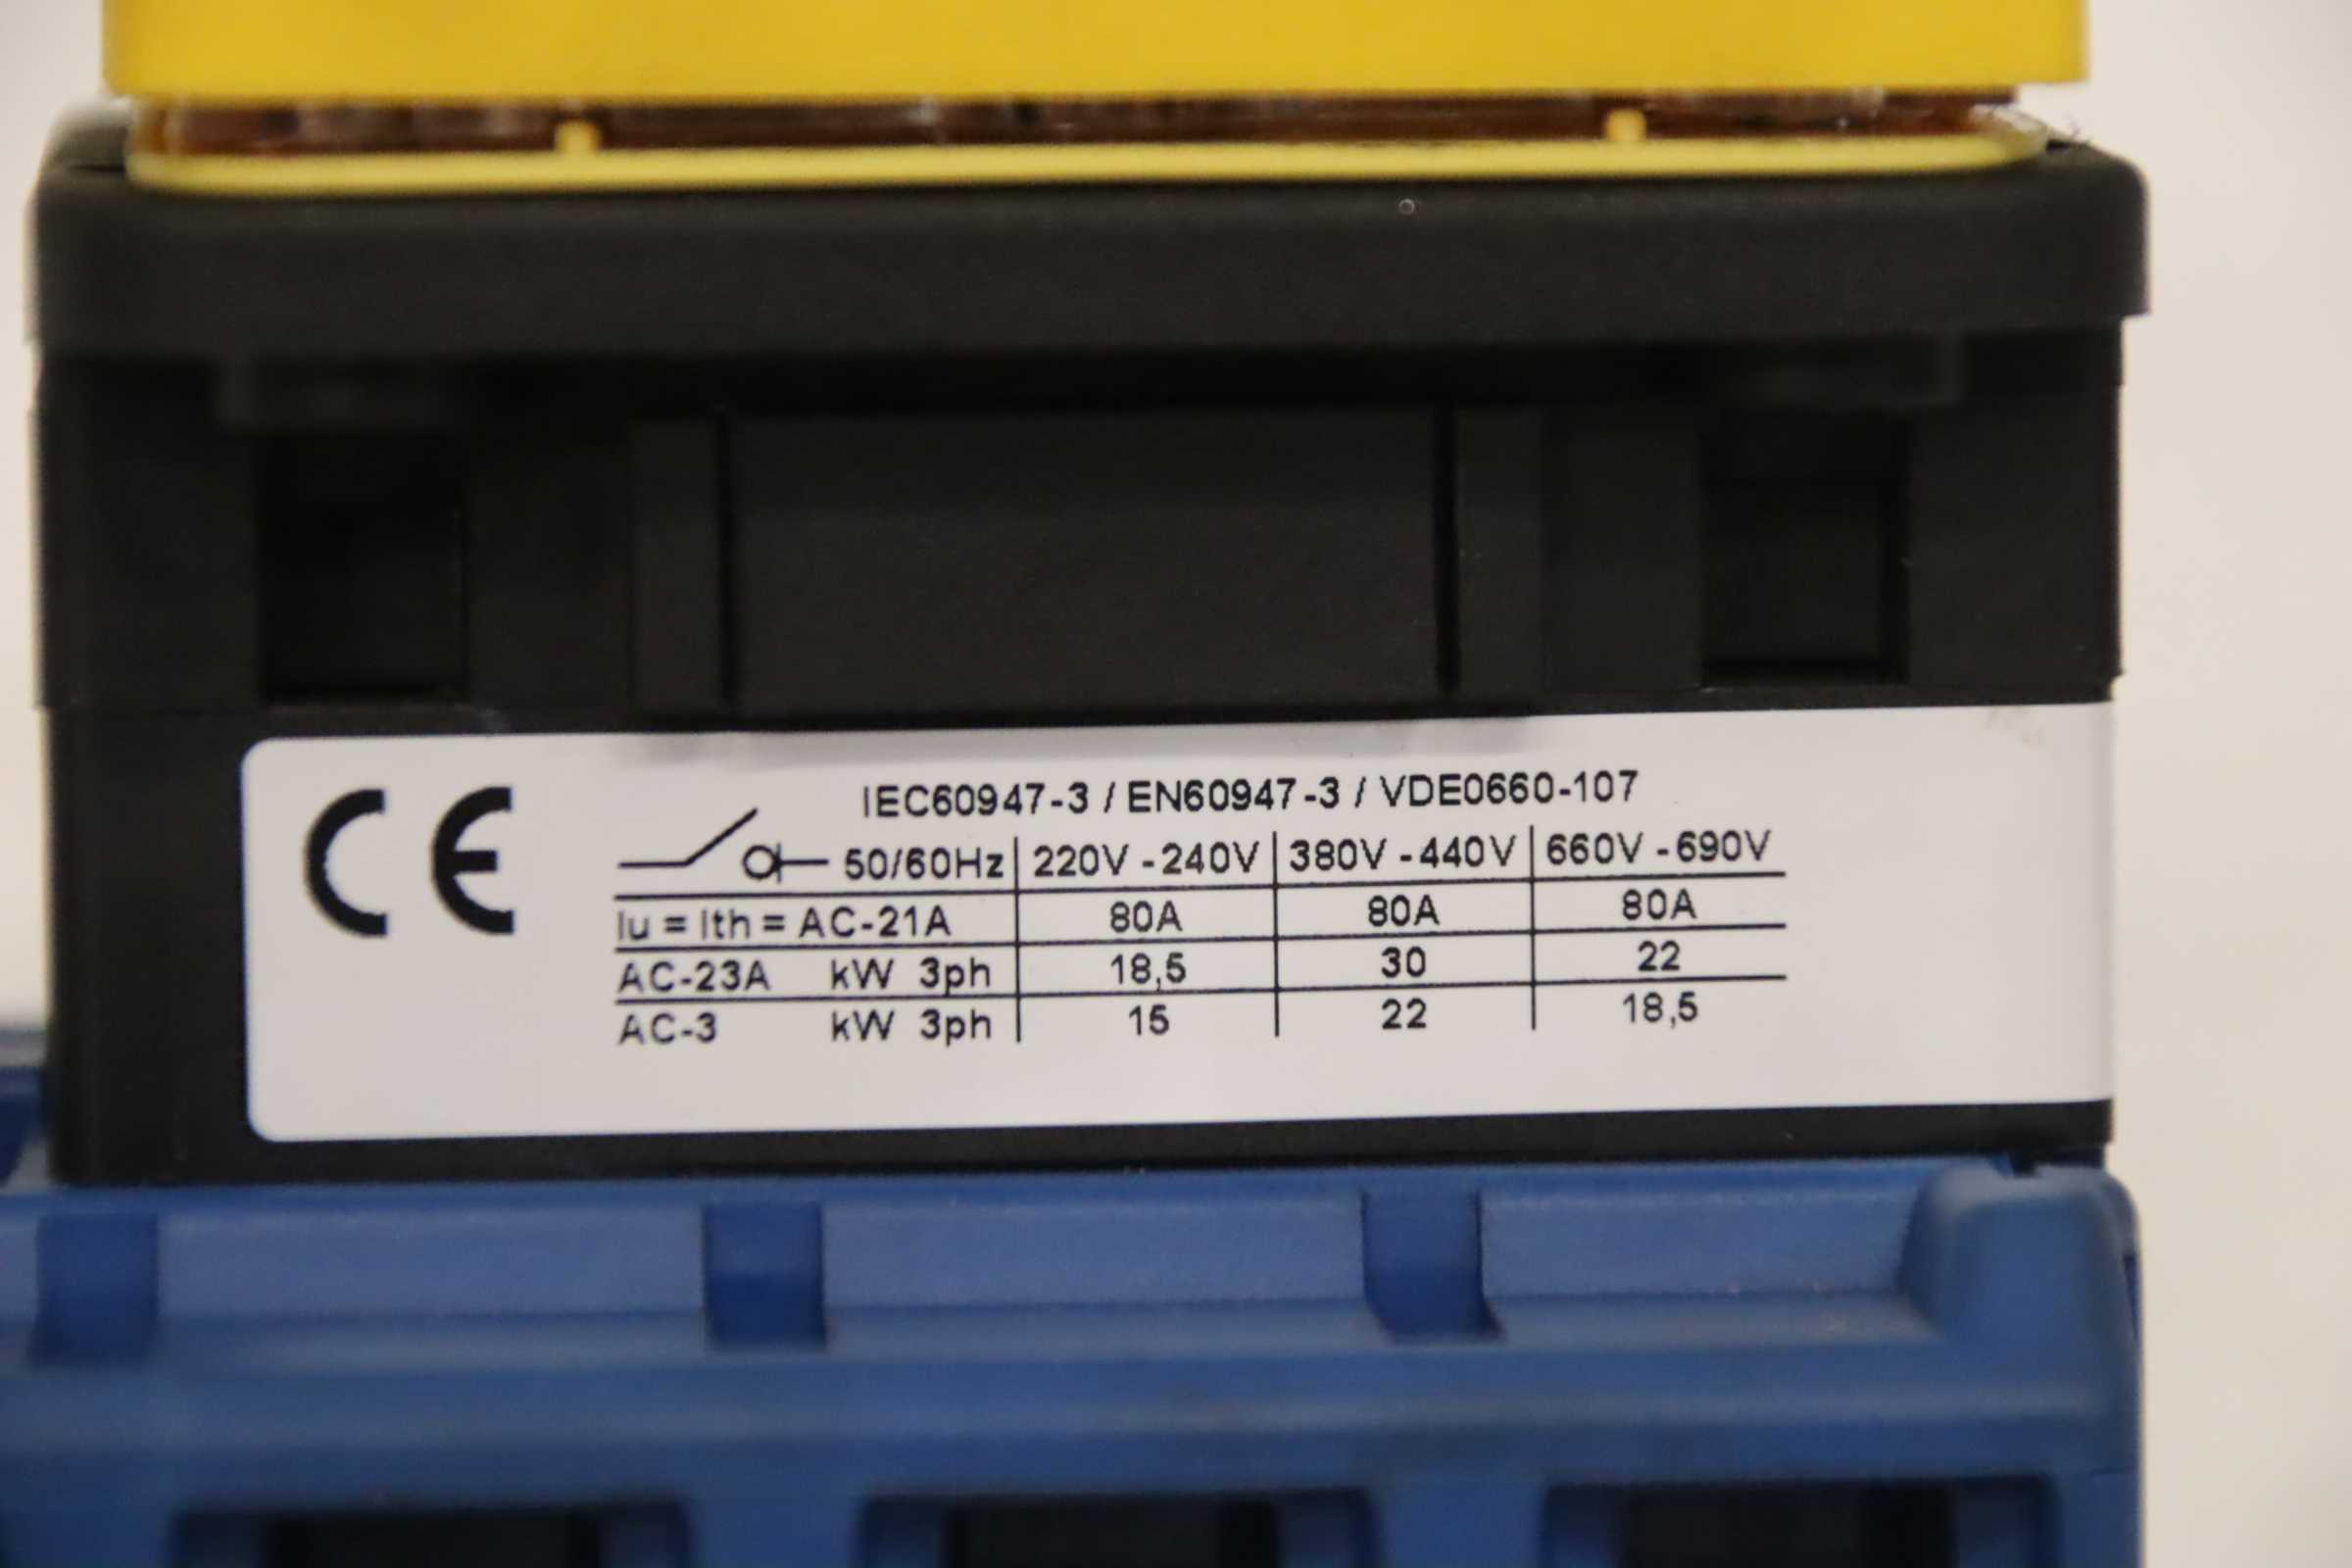 CE
IEC60947-3 / EN60947-3 / VDE0660-107
50/60Hz 220V - 240V 380V - 440V 660V - 690V
Iu = Ith = AC-21A 80A 80A 80A
AC-23A kW 3ph 18,5 30 22
AC-3 kW 3ph 15 22 18,5